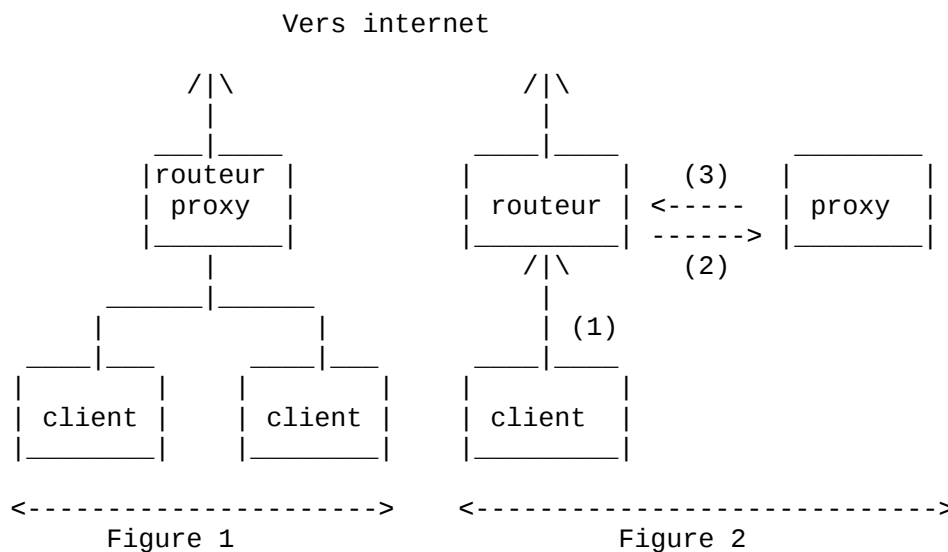 Vers internet
routeur
proxy
(3)
routeur
proxy
(2)
(1)
client
client
client
Figure 1
Figure 2